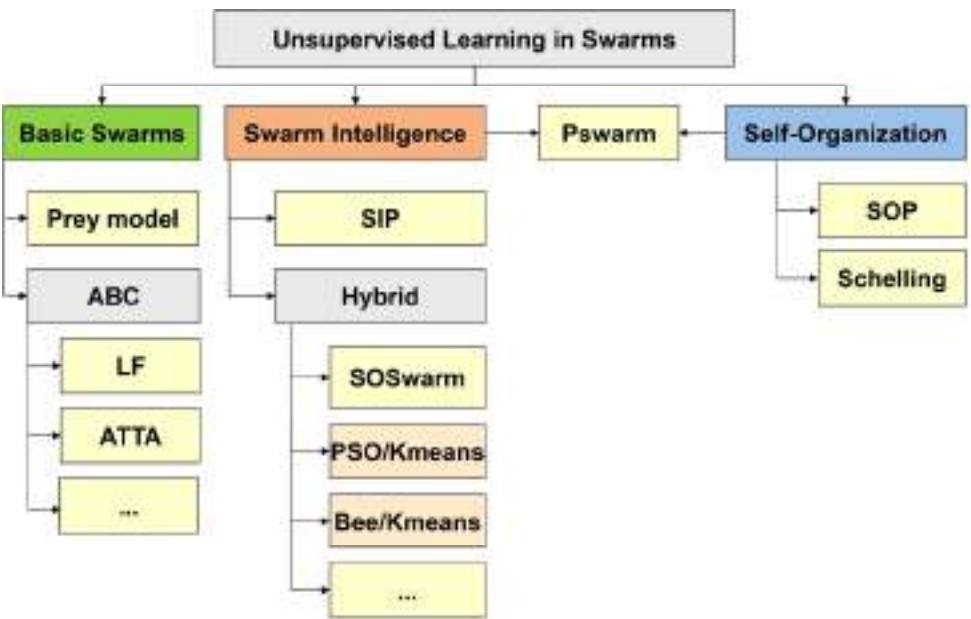 Unsupervised Learning in Swarms
Basic Swarms
Swarm Intelligence
Pswarm
Self-Organization
Prey model
SIP
SOP
ABC
Hybrid
Schelling
LF
SOSwarm
ATTA
PSO/Kmeans
...
Bee/Kmeans
...